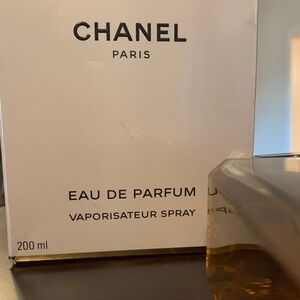 CHANEL
PARIS
EAU DE PARFUM
VAPORISATEUR SPRAY
200 ml